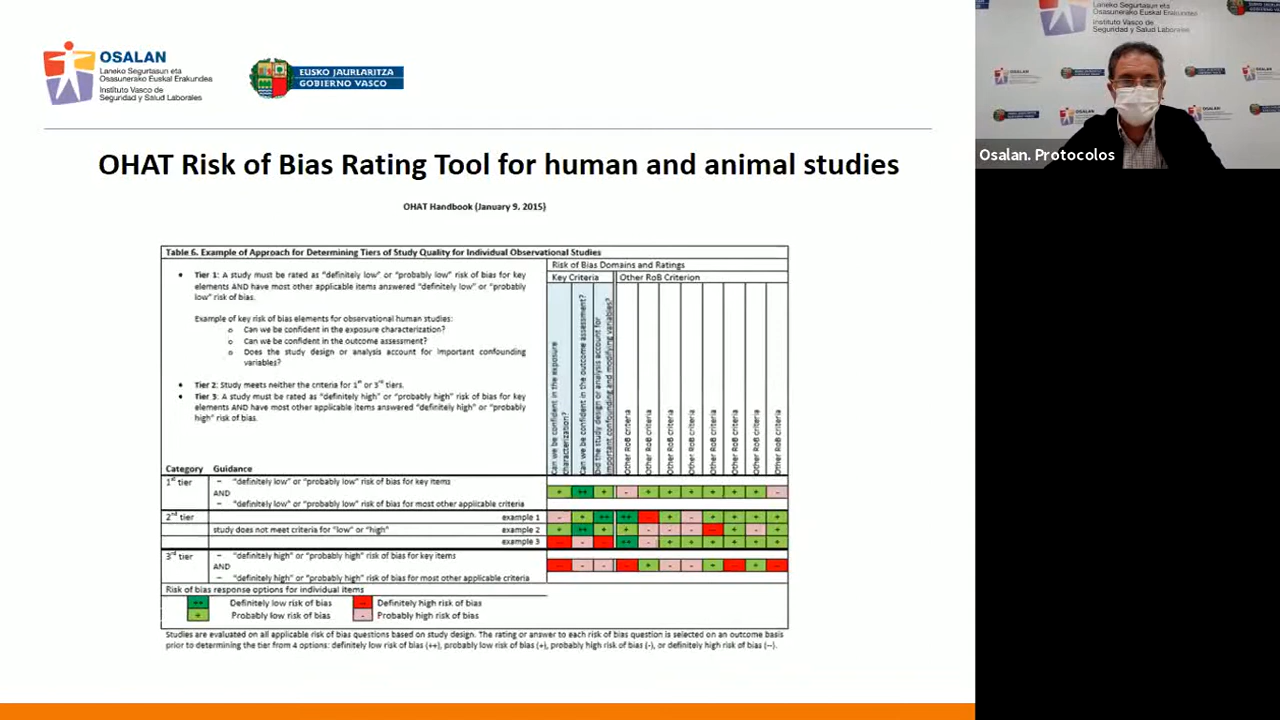 OSALAN
Laneko Segurtasun eta
Osasunerako Euskal Erakundea
Instituto Vasco de
Seguridad y Salud Laborales
EUSKO JAURLARITZA
GOBIERNO VASCO
OHAT Risk of Bias Rating Tool for human and animal studies
OHAT Handbook (January 9, 2015)
Table 6. Example of Approach for Determining Tiers of Study Quality for Individual Observational Studies
Risk of Bias Domains and Ratings
Key Criteria
Other RoB Criterion
• Tier 1: A study must be rated as "definitely low" or "probably low" risk of bias for key
elements AND have most other applicable items answered "definitely low" or "probably
low" risk of bias.
Example of key risk of bias elements for observational human studies:
o Can we be confident in the exposure characterization?
o Can we be confident in the outcome assessment?
o Does the study design or analysis account for important confounding
variables?
• Tier 2: Study meets neither the criteria for 1st or 3rd tiers.
• Tier 3: A study must be rated as "definitely high" or "probably high" risk of bias for key
elements AND have most other applicable items answered "definitely high" or "probably
high" risk of bias.
Can we be confident in the exposure
characterization?
Can we be confident in the outcome assessment?
Did the study design or analysis account for
important confounding and modifying variables?
Other RoB criteria
Other RoB criteria
Other RoB criteria
Other RoB criteria
Other RoB criteria
Other RoB criteria
Other RoB criteria
Other RoB criteria
Category Guidance
1st tier – "definitely low" or "probably low" risk of bias for key items
AND
– "definitely low" or "probably low" risk of bias for most other applicable criteria
+ ++ + - + + + + + + -
2nd tier example 1 - + ++ ++ -- + - + + + +
study does not meet criteria for "low" or "high" example 2 + ++ + + - - - -- + - +
example 3 -- - -- ++ - + + + + + +
3rd tier – "definitely high" or "probably high" risk of bias for key items
AND
– "definitely high" or "probably high" risk of bias for most other applicable criteria
-- - - -- + - - + -- + --
Risk of bias response options for individual items
++ Definitely low risk of bias -- Definitely high risk of bias
+ Probably low risk of bias - Probably high risk of bias
Studies are evaluated on all applicable risk of bias questions based on study design. The rating or answer to each risk of bias question is selected on an outcome basis
prior to determining the tier from 4 options: definitely low risk of bias (++), probably low risk of bias (+), probably high risk of bias (-), or definitely high risk of bias (--).
Instituto Vasco de
Seguridad y Salud Laborales
OSALAN
Osalan. Protocolos